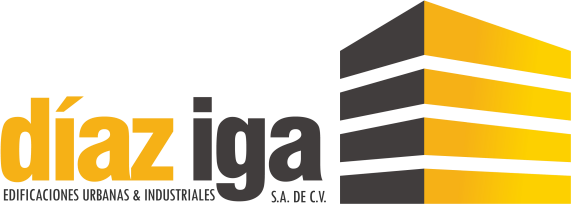 díaz iga
EDIFICACIONES URBANAS & INDUSTRIALES S.A. DE C.V.